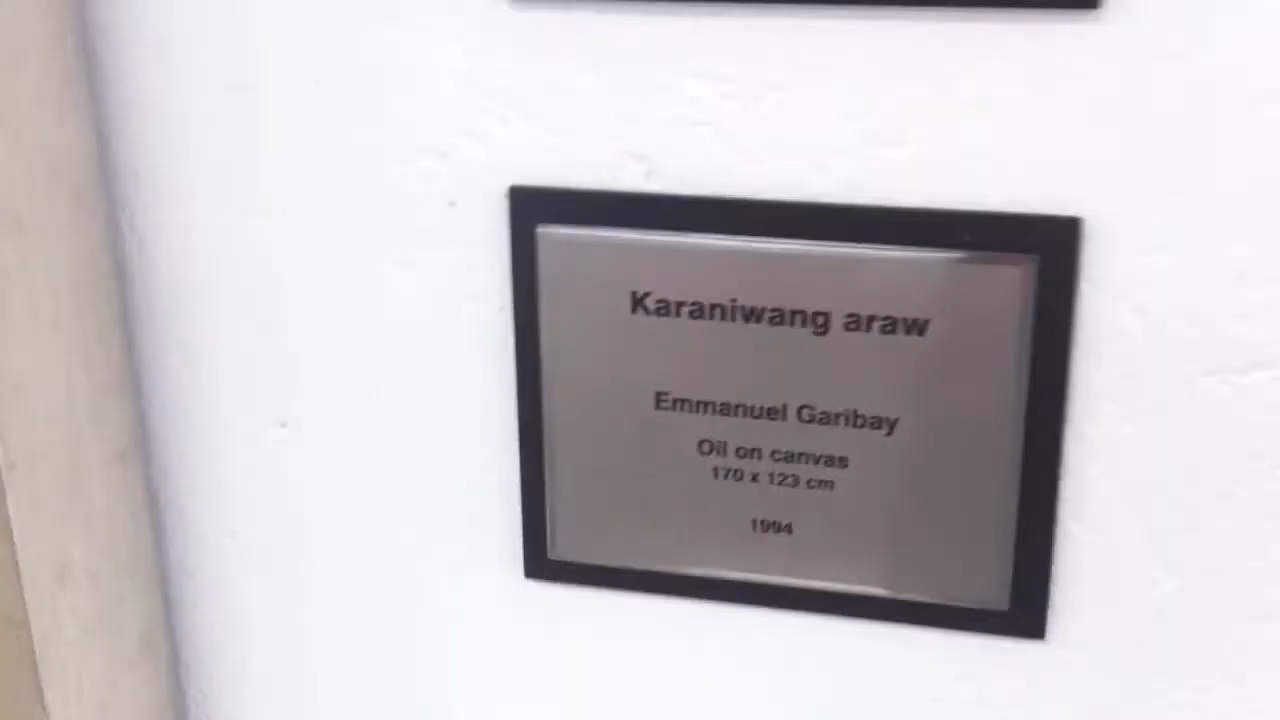 Karaniwang araw
Emmanuel Garibay
Oil on canvas
170 x 123 cm
1994